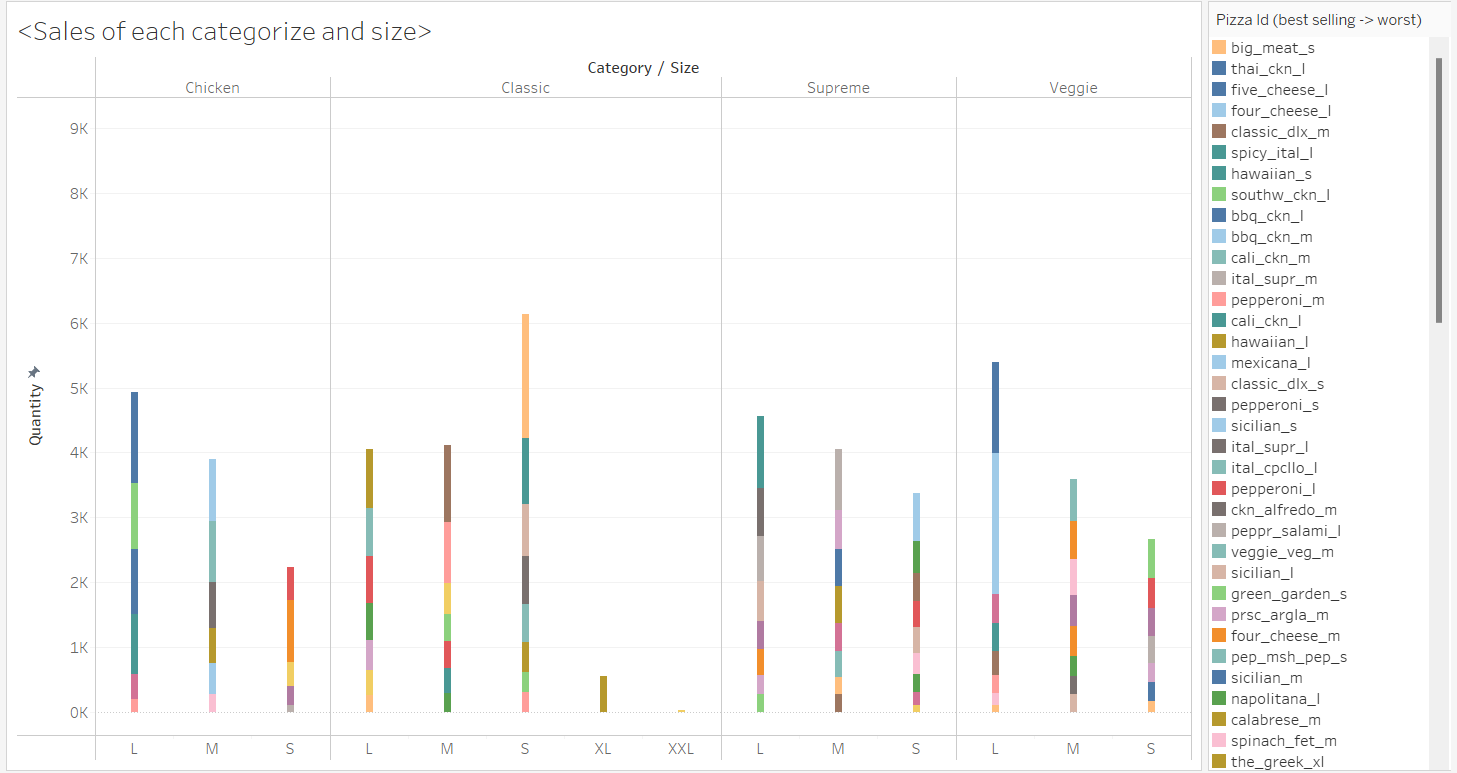 <Sales of each categorize and size>
Category / Size
Chicken Classic Supreme Veggie
9K
8K
7K
6K
5K
4K
3K
2K
1K
0K
Quantity
L M S L M S XL XXL L M S L M S
Pizza Id (best selling -> worst)
big_meat_s
thai_ckn_l
five_cheese_l
four_cheese_l
classic_dlx_m
spicy_ital_l
hawaiian_s
southw_ckn_l
bbq_ckn_l
bbq_ckn_m
cali_ckn_m
ital_supr_m
pepperoni_m
cali_ckn_l
hawaiian_l
mexicana_l
classic_dlx_s
pepperoni_s
sicilian_s
ital_supr_l
ital_cpcllo_l
pepperoni_l
ckn_alfredo_m
peppr_salami_l
veggie_veg_m
sicilian_l
green_garden_s
prsc_argla_m
four_cheese_m
pep_msh_pep_s
sicilian_m
napolitana_l
calabrese_m
spinach_fet_m
the_greek_xl